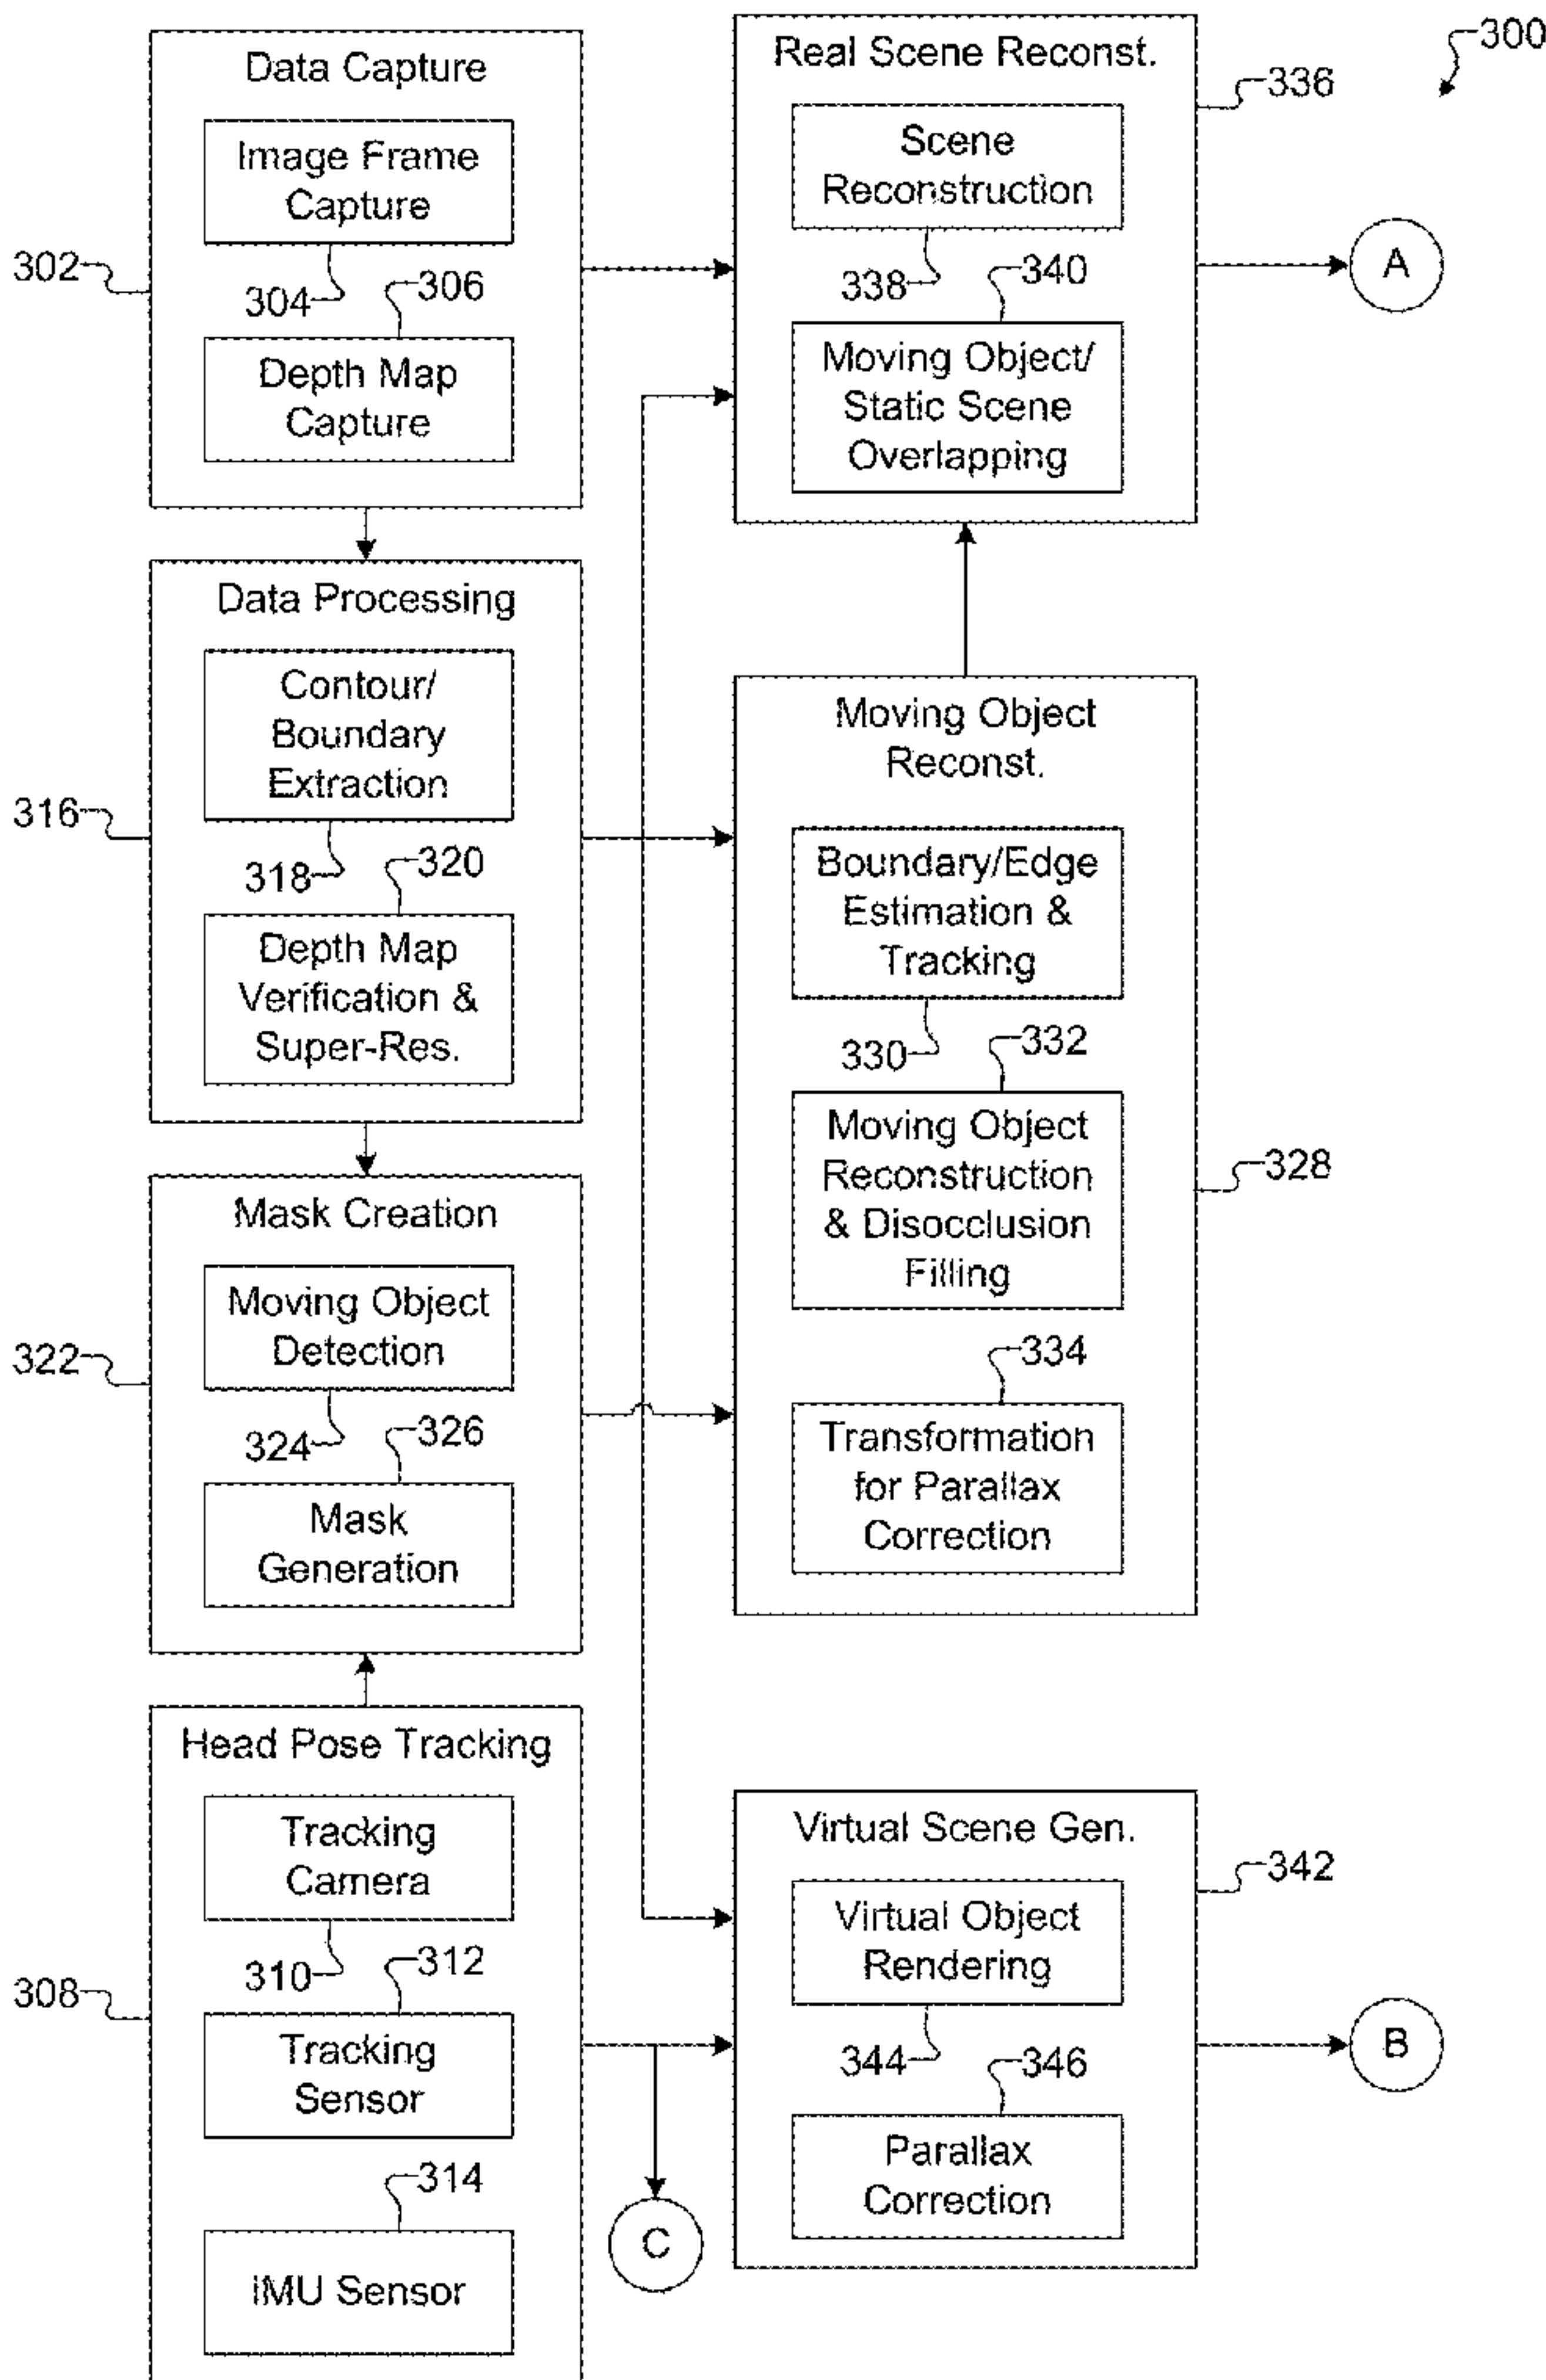 300
Data Capture
Image Frame
Capture
302
304
306
Depth Map
Capture
Real Scene Reconst.
336
Scene
Reconstruction
338
340
Moving Object/
Static Scene
Overlapping
A
Data Processing
Contour/
Boundary
Extraction
316
318
320
Depth Map
Verification &
Super-Res.
Moving Object
Reconst.
Boundary/Edge
Estimation &
Tracking
330
332
Moving Object
Reconstruction
& Disocclusion
Filling
328
334
Transformation
for Parallax
Correction
Mask Creation
Moving Object
Detection
322
324
326
Mask
Generation
Head Pose Tracking
Tracking
Camera
308
310
312
Tracking
Sensor
314
IMU Sensor
C
Virtual Scene Gen.
342
Virtual Object
Rendering
344
346
Parallax
Correction
B